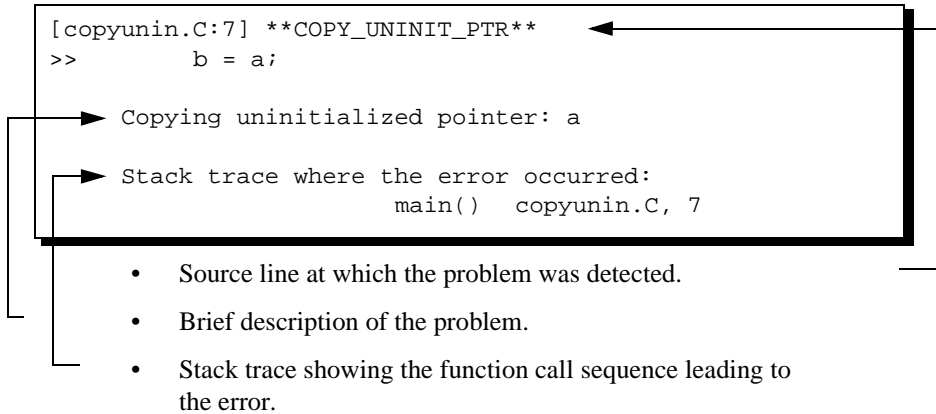 [copyunin.C:7] **COPY_UNINIT_PTR**
>> b = a;
Copying uninitialized pointer: a
Stack trace where the error occurred:
main() copyunin.C, 7
• Source line at which the problem was detected.
• Brief description of the problem.
• Stack trace showing the function call sequence leading to
the error.